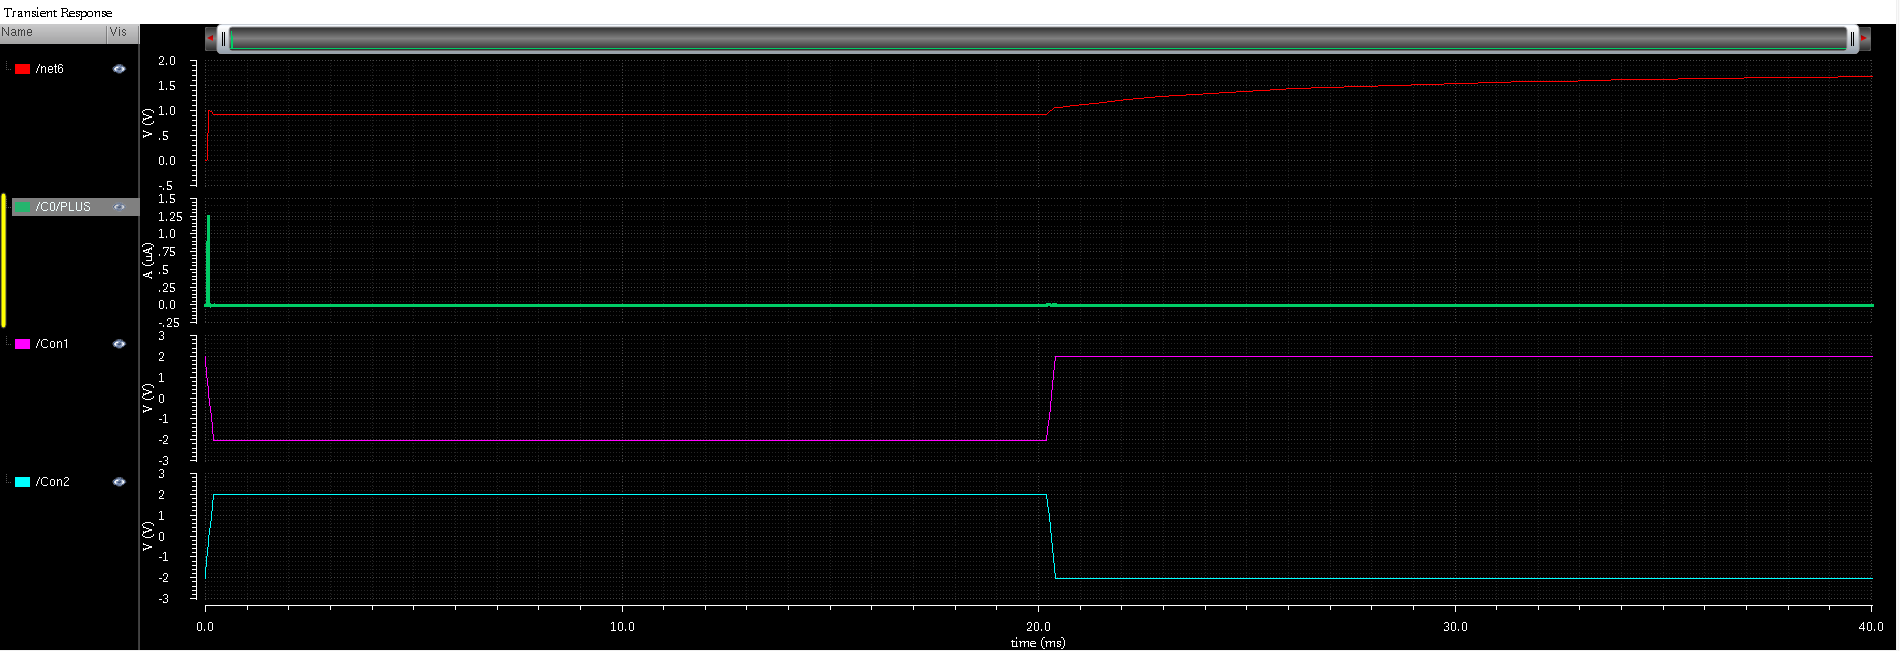 Transient Response
Name Vis
/net6
V (V)
2.0
1.5
1.0
.5
0.0
-.5
/C0/PLUS
A (uA)
1.5
1.25
1.0
.75
.5
.25
0.0
-.25
/Con1
V (V)
3
2
1
0
-1
-2
-3
/Con2
V (V)
3
2
1
0
-1
-2
-3
0.0 10.0 20.0 30.0 40.0
time (ms)